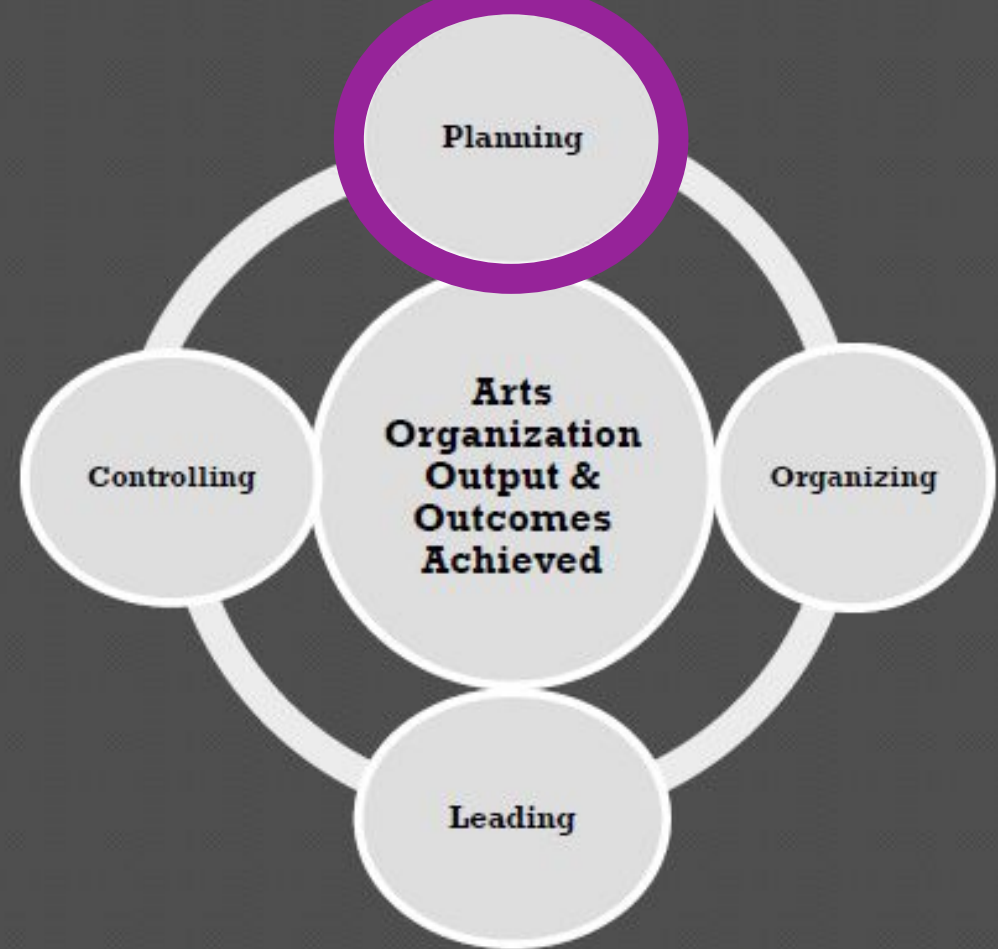 Planning
Arts
Organization
Output &
Outcomes
Achieved
Controlling
Organizing
Leading